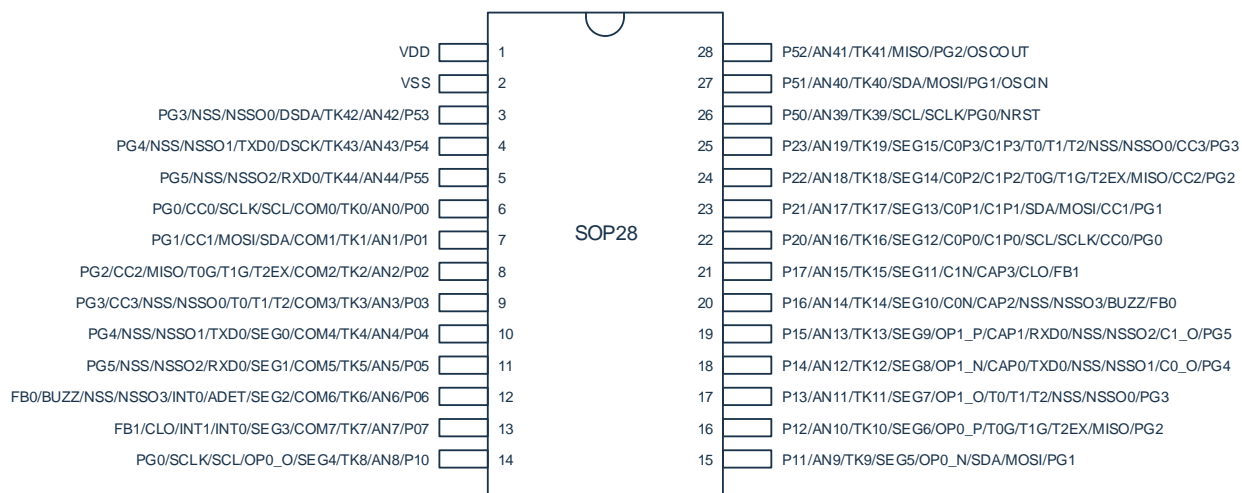 VDD 1 28 P52/AN41/TK41/MISO/PG2/OSCOUT
VSS 2 27 P51/AN40/TK40/SDA/MOSI/PG1/OSCIN
PG3/NSS/NSSO0/DSDA/TK42/AN42/P53 3 26 P50/AN39/TK39/SCL/SCLK/PG0/NRST
PG4/NSS/NSSO1/TXD0/DSCK/TK43/AN43/P54 4 25 P23/AN19/TK19/SEG15/C0P3/C1P3/T0/T1/T2/NSS/NSSO0/CC3/PG3
PG5/NSS/NSSO2/RXD0/TK44/AN44/P55 5 24 P22/AN18/TK18/SEG14/C0P2/C1P2/T0G/T1G/T2EX/MISO/CC2/PG2
PG0/CC0/SCLK/SCL/COM0/TK0/AN0/P00 6 23 P21/AN17/TK17/SEG13/C0P1/C1P1/SDA/MOSI/CC1/PG1
SOP28
PG1/CC1/MOSI/SDA/COM1/TK1/AN1/P01 7 22 P20/AN16/TK16/SEG12/C0P0/C1P0/SCL/SCLK/CC0/PG0
PG2/CC2/MISO/T0G/T1G/T2EX/COM2/TK2/AN2/P02 8 21 P17/AN15/TK15/SEG11/C1N/CAP3/CLO/FB1
PG3/CC3/NSS/NSSO0/T0/T1/T2/COM3/TK3/AN3/P03 9 20 P16/AN14/TK14/SEG10/C0N/CAP2/NSS/NSSO3/BUZZ/FB0
PG4/NSS/NSSO1/TXD0/SEG0/COM4/TK4/AN4/P04 10 19 P15/AN13/TK13/SEG9/OP1_P/CAP1/RXD0/NSS/NSSO2/C1_O/PG5
PG5/NSS/NSSO2/RXD0/SEG1/COM5/TK5/AN5/P05 11 18 P14/AN12/TK12/SEG8/OP1_N/CAP0/TXD0/NSS/NSSO1/C0_O/PG4
FB0/BUZZ/NSS/NSSO3/INT0/ADET/SEG2/COM6/TK6/AN6/P06 12 17 P13/AN11/TK11/SEG7/OP1_O/T0/T1/T2/NSS/NSSO0/PG3
FB1/CLO/INT1/INT0/SEG3/COM7/TK7/AN7/P07 13 16 P12/AN10/TK10/SEG6/OP0_P/T0G/T1G/T2EX/MISO/PG2
PG0/SCLK/SCL/OP0_O/SEG4/TK8/AN8/P10 14 15 P11/AN9/TK9/SEG5/OP0_N/SDA/MOSI/PG1